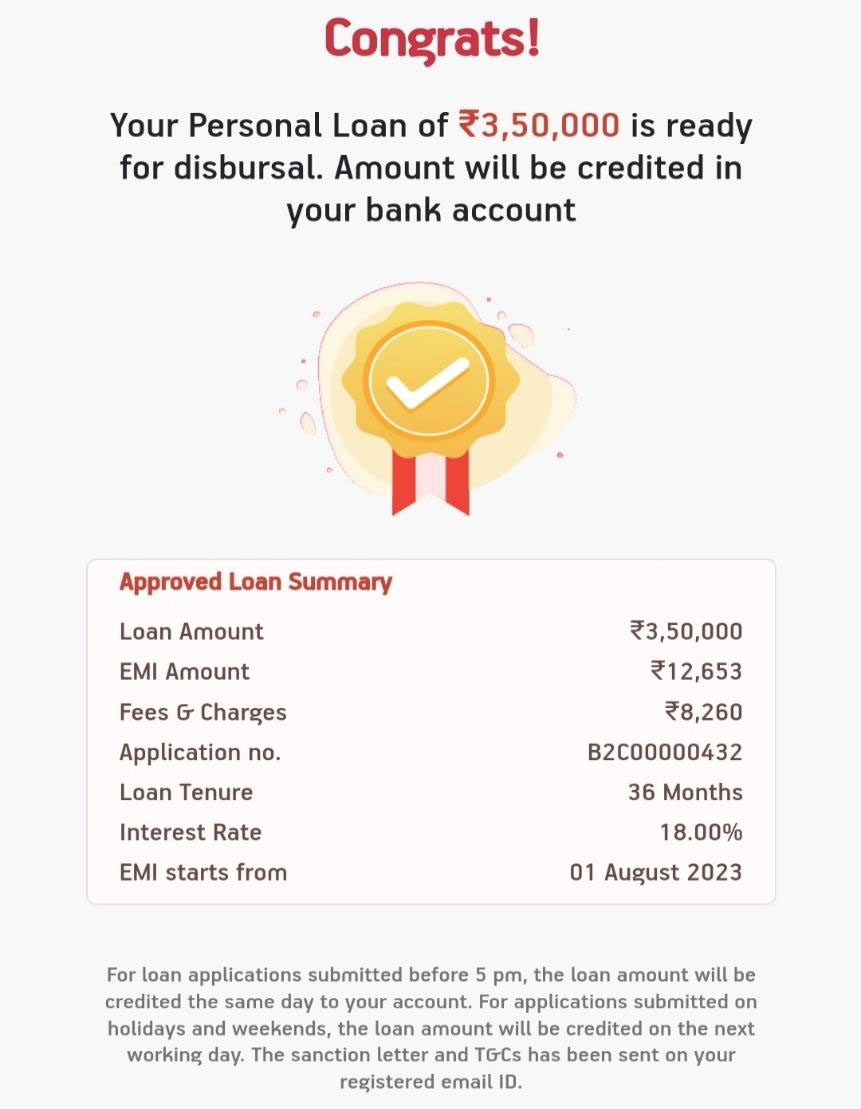 Congrats!
Your Personal Loan of ₹3,50,000 is ready
for disbursal. Amount will be credited in
your bank account
Approved Loan Summary
Loan Amount ₹3,50,000
EMI Amount ₹12,653
Fees & Charges ₹8,260
Application no. B2C00000432
Loan Tenure 36 Months
Interest Rate 18.00%
EMI starts from 01 August 2023
For loan applications submitted before 5 pm, the loan amount will be
credited the same day to your account. For applications submitted on
holidays and weekends, the loan amount will be credited on the next
working day. The sanction letter and T&Cs has been sent on your
registered email ID.